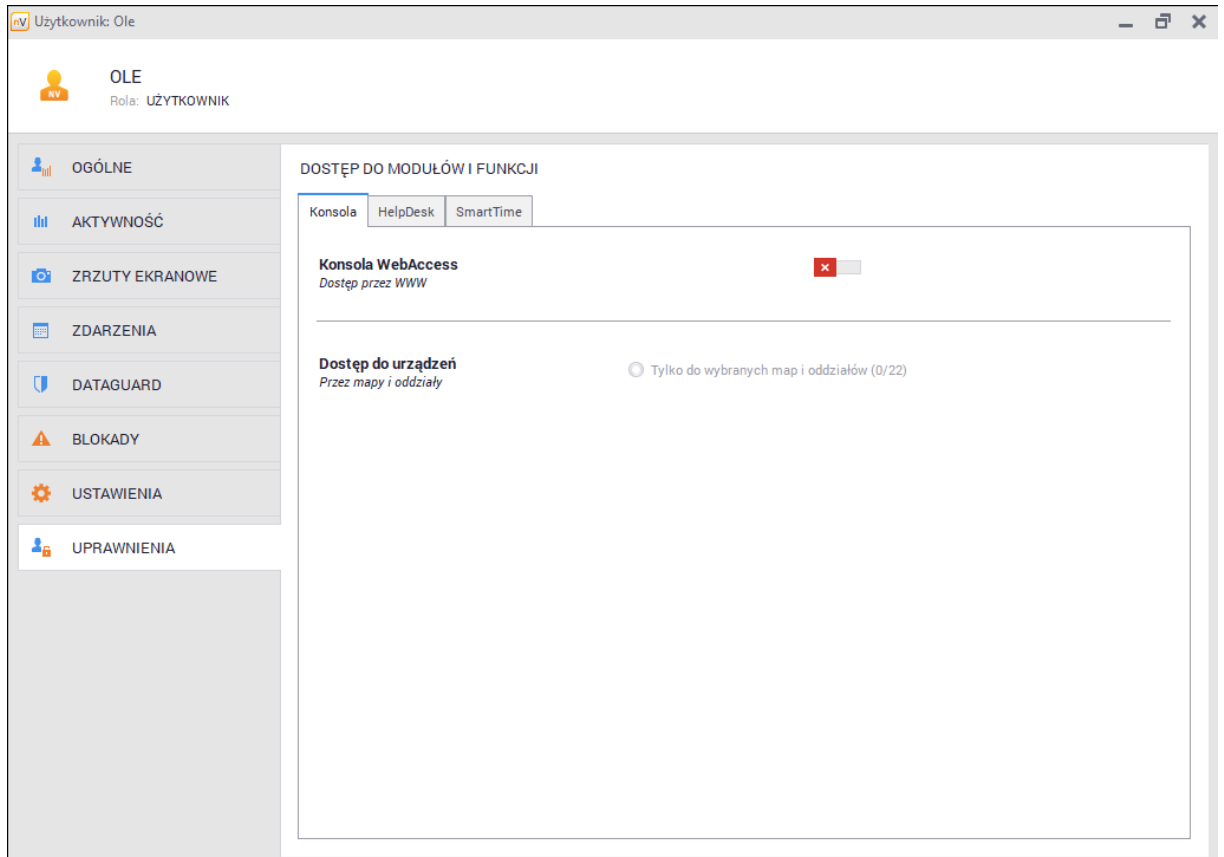 nV Użytkownik: Ole
OLE
NV
Rola: UŻYTKOWNIK
OGÓLNE
AKTYWNOŚĆ
ZRZUTY EKRANOWE
ZDARZENIA
DATAGUARD
BLOKADY
USTAWIENIA
UPRAWNIENIA
DOSTĘP DO MODUŁÓW I FUNKCJI
Konsola HelpDesk SmartTime
Konsola WebAccess
Dostęp przez WWW
Dostęp do urządzeń
Przez mapy i oddziały
Tylko do wybranych map i oddziałów (0/22)